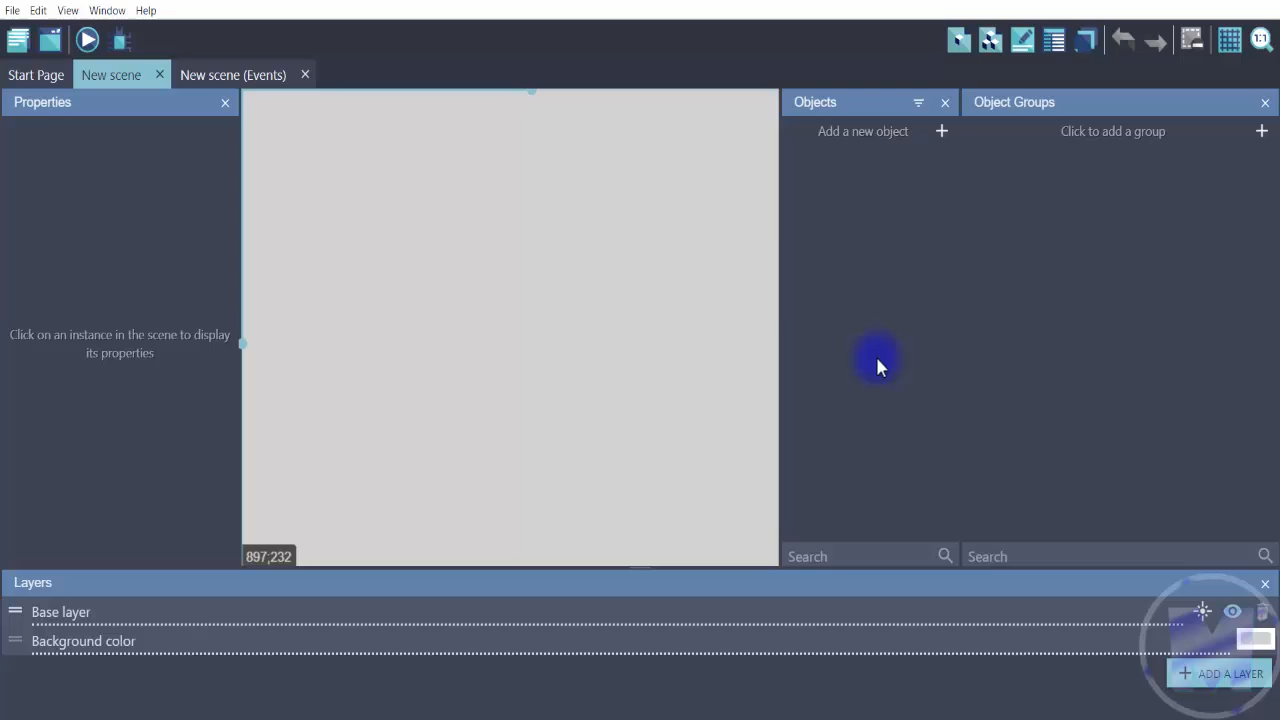 File Edit View Window Help
1:1
Start Page New scene New scene (Events)
Properties Objects Object Groups
Add a new object Click to add a group
Click on an instance in the scene to display
its properties
897;232 Search Search
Layers
Base layer
Background color
ADD A LAYER